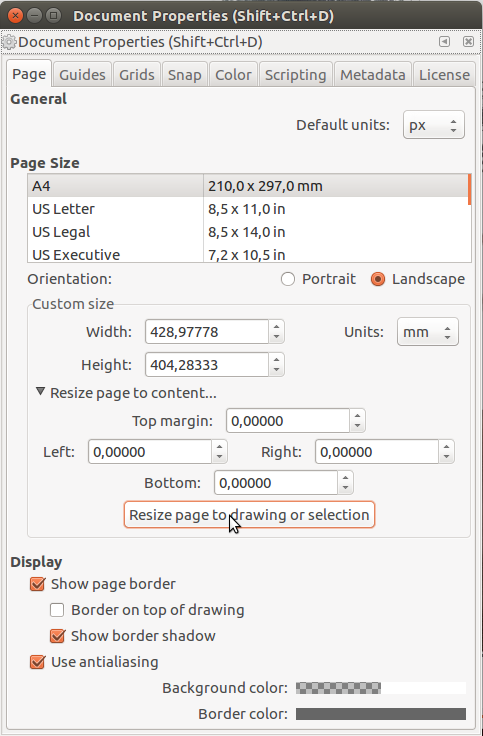 Document Properties (Shift+Ctrl+D)
Document Properties (Shift+Ctrl+D)
Page Guides Grids Snap Color Scripting Metadata License
General
Default units: px
Page Size
A4 210,0 x 297,0 mm
US Letter 8,5 x 11,0 in
US Legal 8,5 x 14,0 in
US Executive 7,2 x 10,5 in
Orientation: Portrait Landscape
Custom size
Width: 428,97778 Units: mm
Height: 404,28333
Resize page to content...
Top margin: 0,00000
Left: 0,00000 Right: 0,00000
Bottom: 0,00000
Resize page to drawing or selection
Display
Show page border
Border on top of drawing
Show border shadow
Use antialiasing
Background color:
Border color: